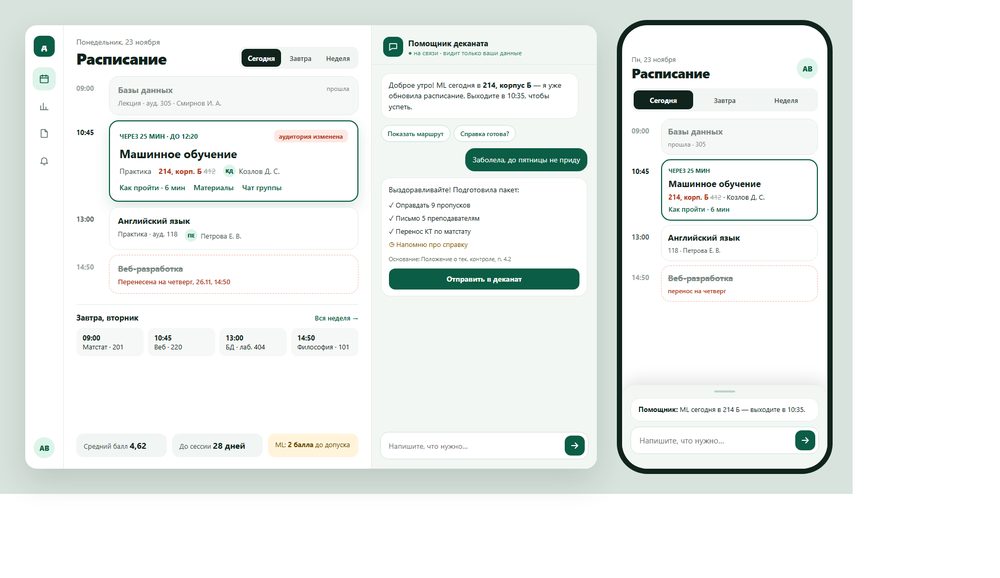 Д
Понедельник, 23 ноября
Расписание
Сегодня
Завтра
Неделя
09:00
Базы данных
прошла
Лекция · ауд. 305 · Смирнов И. А.
10:45
ЧЕРЕЗ 25 МИН · ДО 12:20
аудитория изменена
Машинное обучение
Практика 214, корп. Б 412 КД Козлов Д. С.
Как пройти · 6 мин Материалы Чат группы
13:00
Английский язык
Практика · ауд. 118 ПЕ Петрова Е. В.
14:50
Веб-разработка
Перенесена на четверг, 26.11, 14:50
Завтра, вторник
Вся неделя →
09:00
Матстат · 201
10:45
Веб · 220
13:00
БД · лаб. 404
14:50
Философия · 101
АВ
Средний балл 4,62
До сессии 28 дней
ML: 2 балла до допуска
Помощник деканата
● на связи · видит только ваши данные
Доброе утро! ML сегодня в 214, корпус Б — я уже
обновила расписание. Выходите в 10:35, чтобы
успеть.
Показать маршрут
Справка готова?
Заболела, до пятницы не приду
Выздоравливайте! Подготовила пакет:
✓ Оправдать 9 пропусков
✓ Письмо 5 преподавателям
✓ Перенос КТ по матстату
◷ Напомню про справку
Основание: Положение о тек. контроле, п. 4.2
Отправить в деканат
Напишите, что нужно...
Пн, 23 ноября
Расписание
АВ
Сегодня
Завтра
Неделя
09:00
Базы данных
прошла · 305
10:45
ЧЕРЕЗ 25 МИН
Машинное обучение
214, корп. Б 412 · Козлов Д. С.
Как пройти · 6 мин
13:00
Английский язык
118 · Петрова Е. В.
14:50
Веб-разработка
перенос на четверг
Помощник: ML сегодня в 214 Б — выходите в 10:35.
Напишите, что нужно...